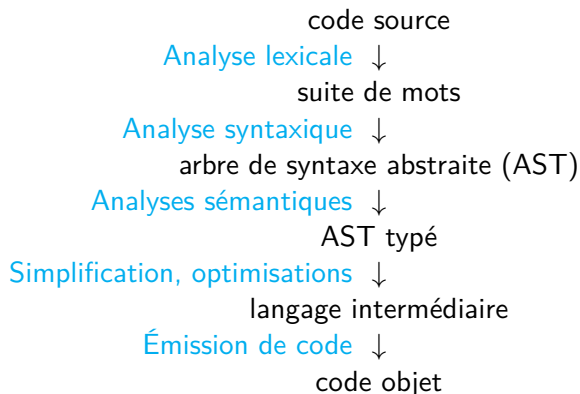 code source
Analyse lexicale ↓
suite de mots
Analyse syntaxique ↓
arbre de syntaxe abstraite (AST)
Analyses sémantiques ↓
AST typé
Simplification, optimisations ↓
langage intermédiaire
Émission de code ↓
code objet